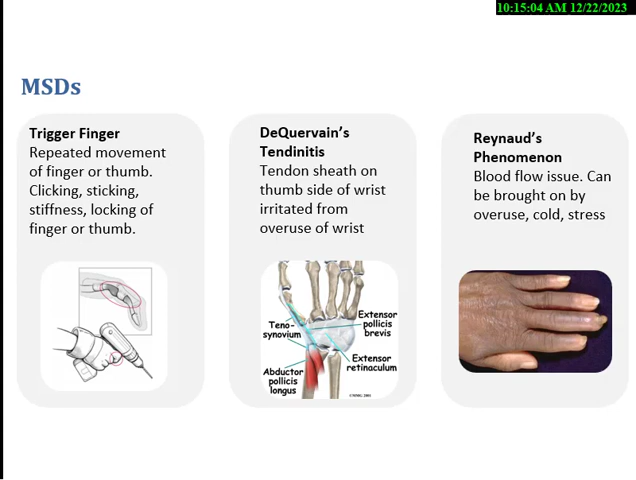 10:15:04 AM 12/22/2023
MSDs
Trigger Finger
Repeated movement
of finger or thumb.
Clicking, sticking,
stiffness, locking of
finger or thumb.
DeQuervain's
Tendinitis
Tendon sheath on
thumb side of wrist
irritated from
overuse of wrist
Teno-
synovium
Extensor
pollicis
brevis
Extensor
retinaculum
Abductor
pollicis
longus
Reynaud's
Phenomenon
Blood flow issue. Can
be brought on by
overuse, cold, stress